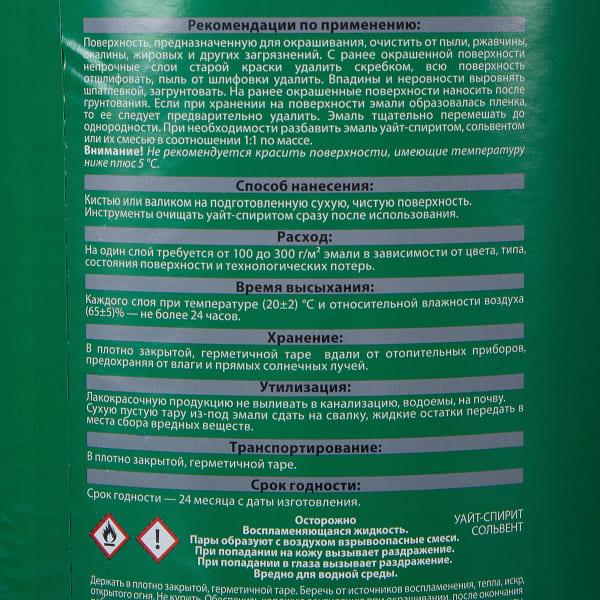 Рекомендации по применению:
Поверхность, предназначенную для окрашивания, очистить от пыли, ржавчины,
окалины, жировых и других загрязнений. С ранее окрашенной поверхности
непрочные слои старой краски удалить скребком, всю поверхность
отшлифовать, пыль от шлифовки удалить. Впадины и неровности выровнять
шпатлевкой, загрунтовать. На ранее окрашенные поверхности наносить после
грунтования. Если при хранении на поверхности эмали образовалась пленка,
то ее следует предварительно удалить. Эмаль тщательно перемешать до
однородности. При необходимости разбавить эмаль уайт-спиритом, сольвентом
или их смесью в соотношении 1:1 по массе.
Внимание! Не рекомендуется красить поверхности, имеющие температуру
ниже плюс 5 °С.
Способ нанесения:
Кистью или валиком на подготовленную сухую, чистую поверхность.
Инструменты очищать уайт-спиритом сразу после использования.
Расход:
На один слой требуется от 100 до 300 г/м² эмали в зависимости от цвета, типа,
состояния поверхности и технологических потерь.
Время высыхания:
Каждого слоя при температуре (20±2) °С и относительной влажности воздуха
(65±5)% — не более 24 часов.
Хранение:
В плотно закрытой, герметичной таре вдали от отопительных приборов,
предохраняя от влаги и прямых солнечных лучей.
Утилизация:
Лакокрасочную продукцию не выливать в канализацию, водоемы, на почву.
Сухую пустую тару из-под эмали сдать на свалку, жидкие остатки передать в
места сбора вредных веществ.
Транспортирование:
В плотно закрытой, герметичной таре.
Срок годности:
Срок годности — 24 месяца с даты изготовления.
Осторожно
Воспламеняющаяся жидкость.
Пары образуют с воздухом взрывоопасные смеси.
При попадании на кожу вызывает раздражение.
При попадании в глаза вызывает раздражение.
Вредно для водной среды.
УАЙТ-СПИРИТ
СОЛЬВЕНТ
Держать в плотно закрытой, герметичной таре. Беречь от источников воспламенения, тепла, искр,
открытого огня. Не курить.